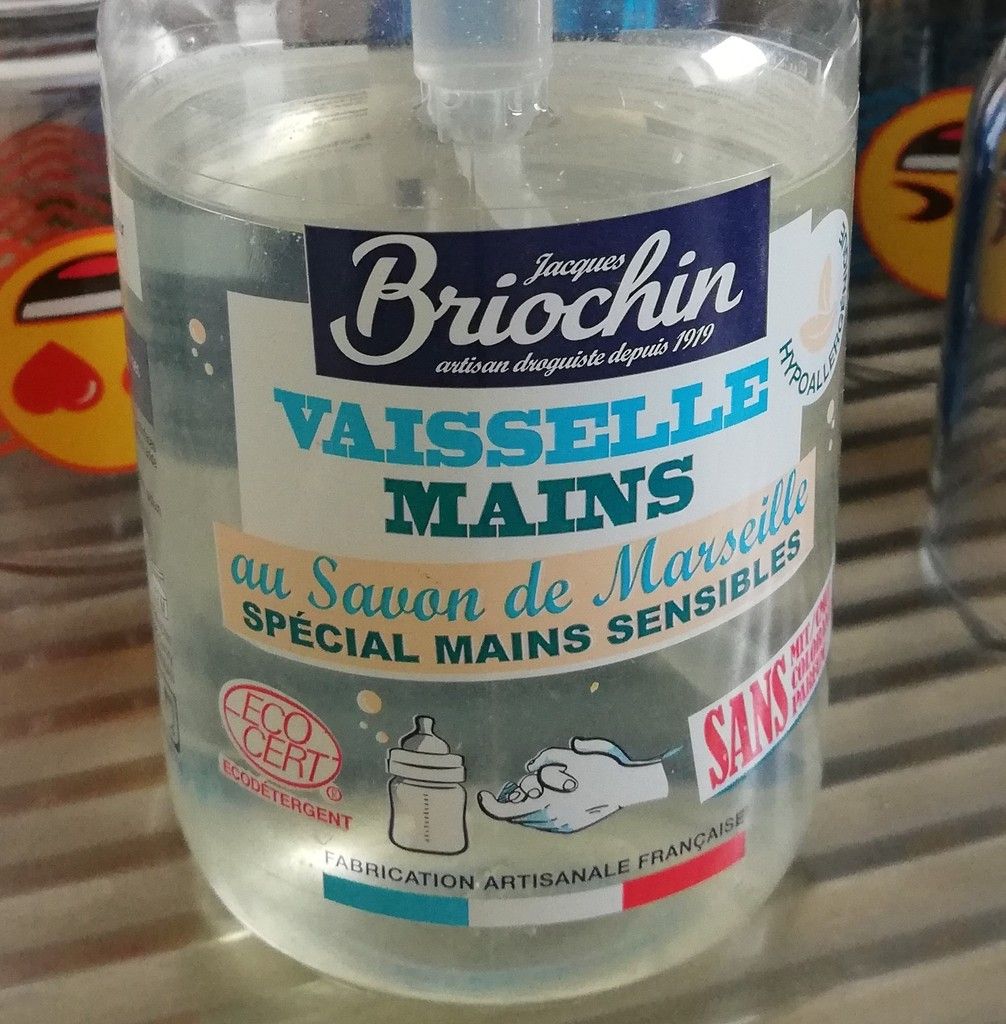 Jacques
Briochin
artisan droguiste depuis 1919
VAISSELLE
MAINS
au Savon de Marseille
SPÉCIAL MAINS SENSIBLES
ECO
CERT
®
ECODÉTERGENT
SANS
FABRICATION ARTISANALE FRANÇAISE